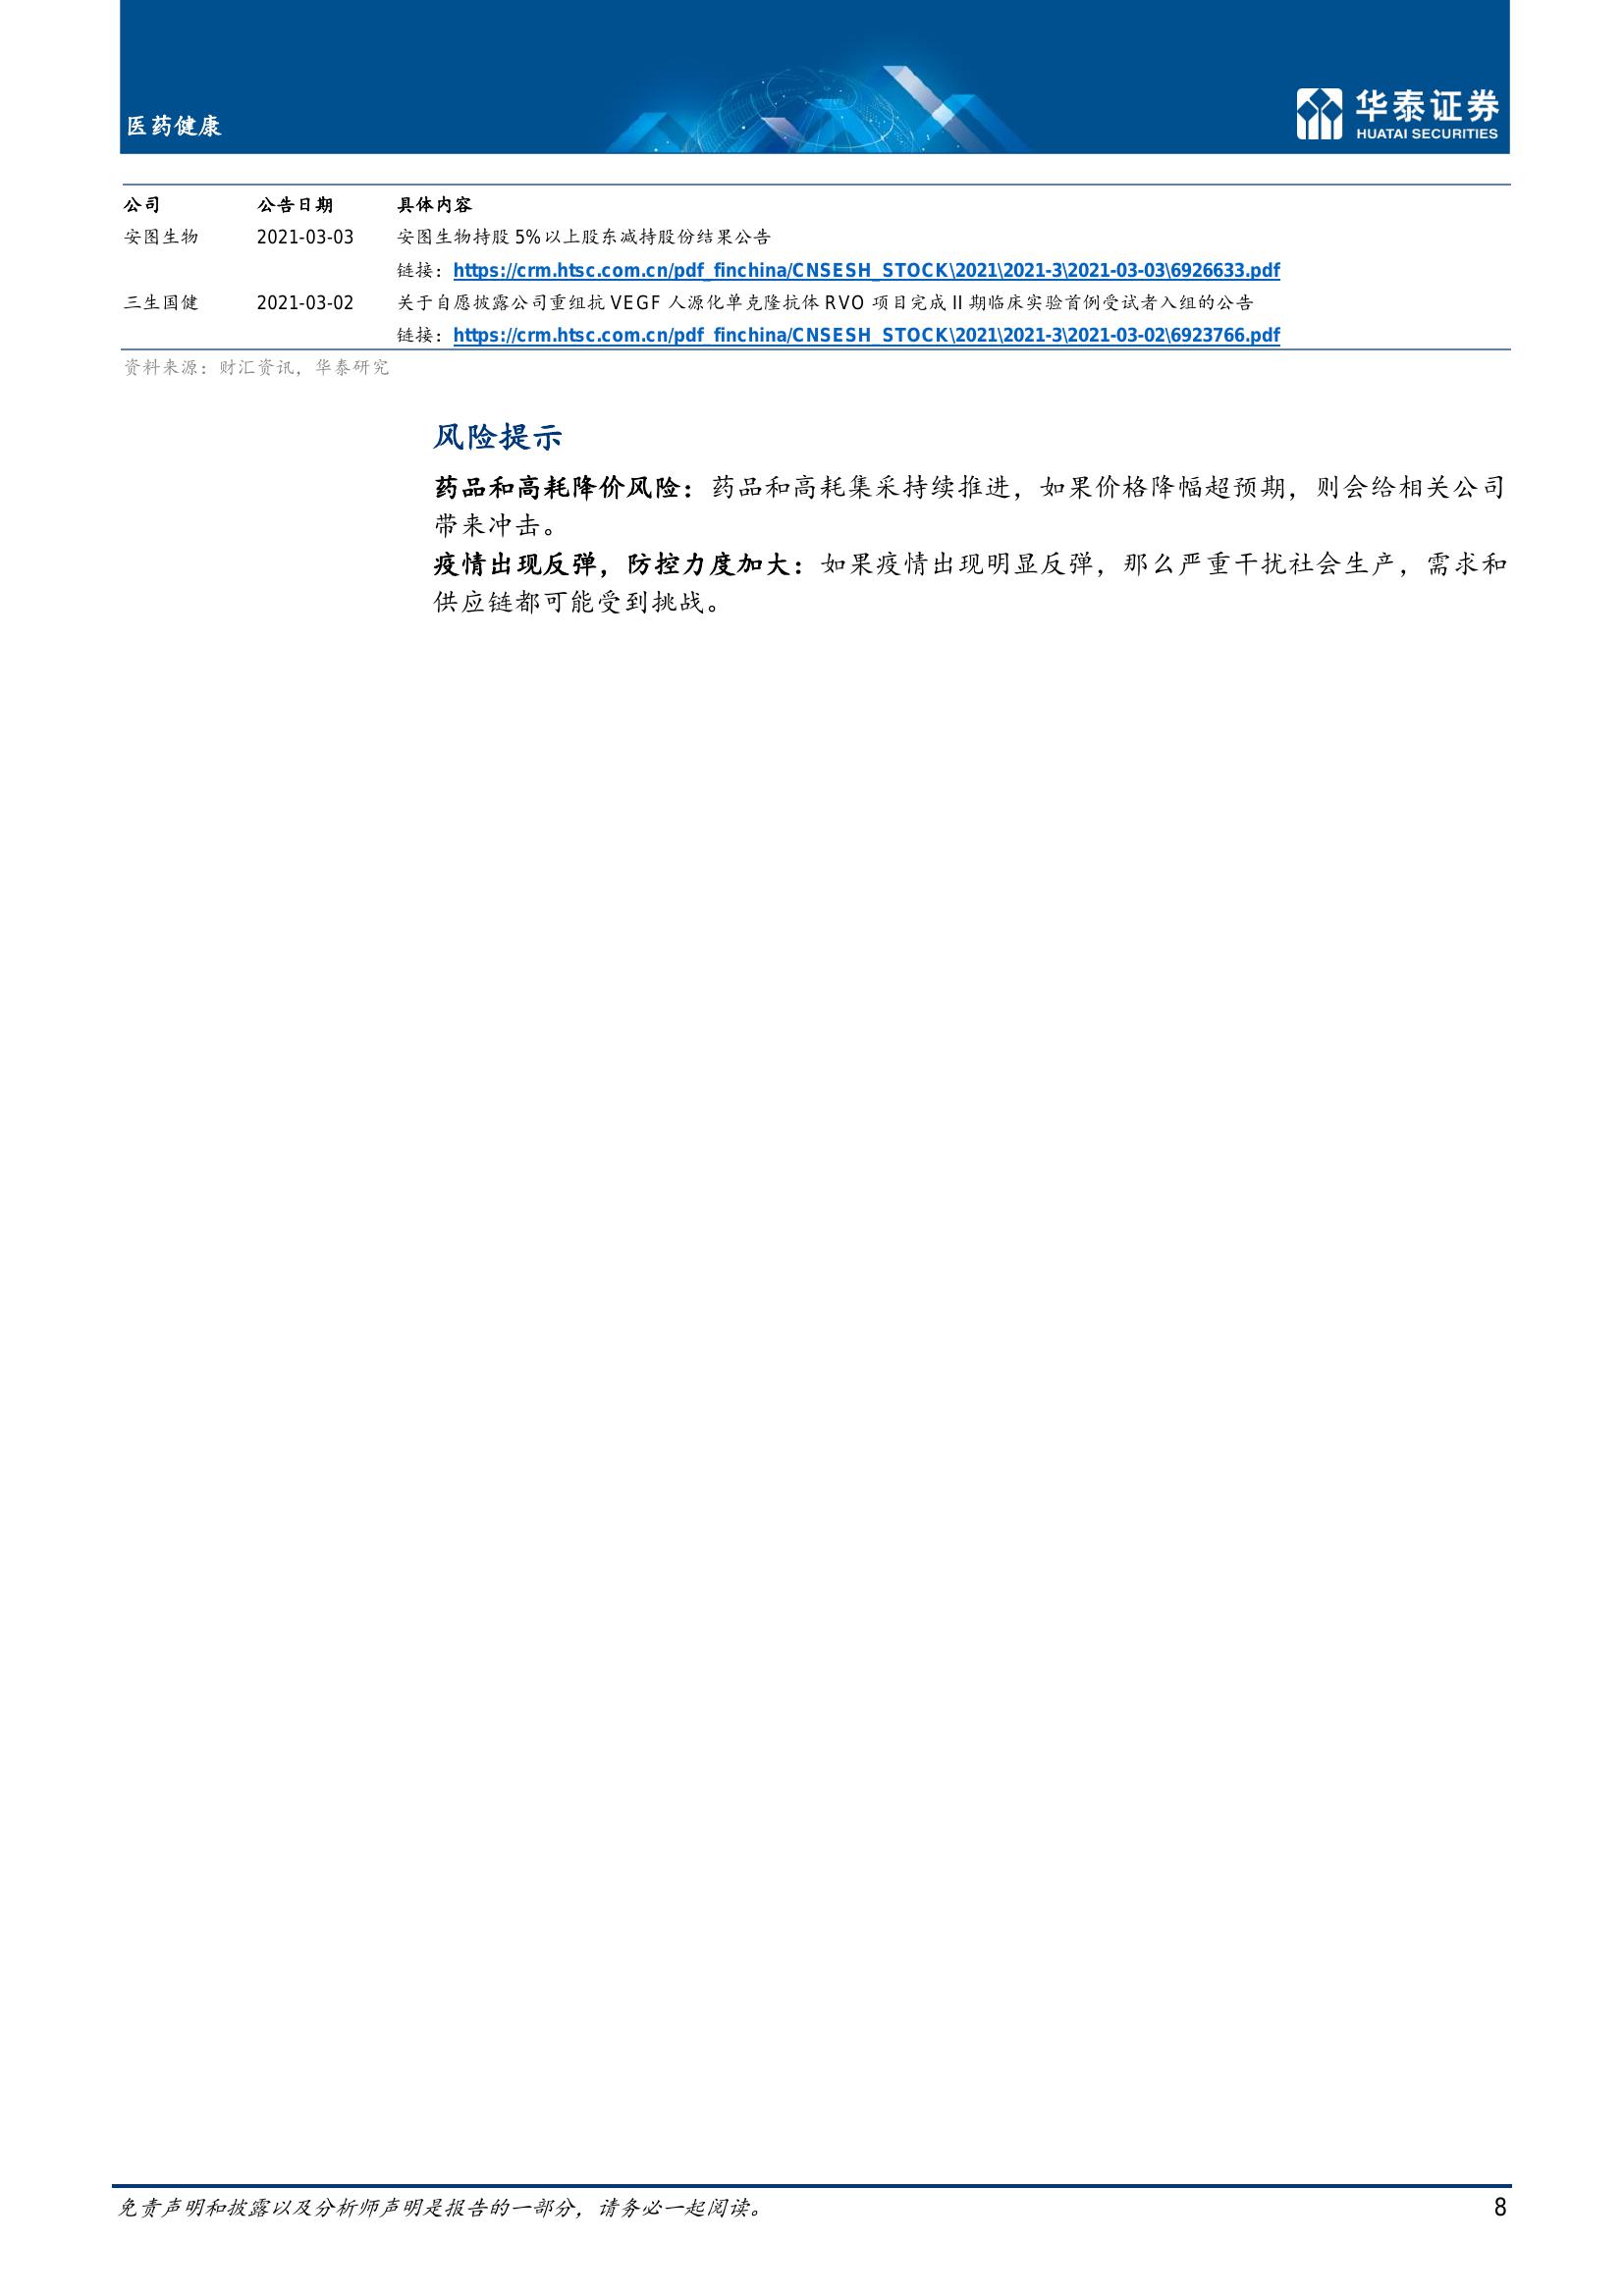 医药健康
华泰证券
HUATAI SECURITIES
公司 公告日期 具体内容
安图生物 2021-03-03 安图生物持股 5%以上股东减持股份结果公告
链接：https://crm.htsc.com.cn/pdf_finchina/CNSESH_STOCK\2021\2021-3\2021-03-03\6926633.pdf
三生国健 2021-03-02 关于自愿披露公司重组抗 VEGF 人源化单克隆抗体 RVO 项目完成 II 期临床实验首例受试者入组的公告
链接：https://crm.htsc.com.cn/pdf_finchina/CNSESH_STOCK\2021\2021-3\2021-03-02\6923766.pdf
资料来源：财汇资讯，华泰研究
风险提示
药品和高耗降价风险：药品和高耗集采持续推进，如果价格降幅超预期，则会给相关公司
带来冲击。
疫情出现反弹，防控力度加大：如果疫情出现明显反弹，那么严重干扰社会生产，需求和
供应链都可能受到挑战。
免责声明和披露以及分析师声明是报告的一部分，请务必一起阅读。 8